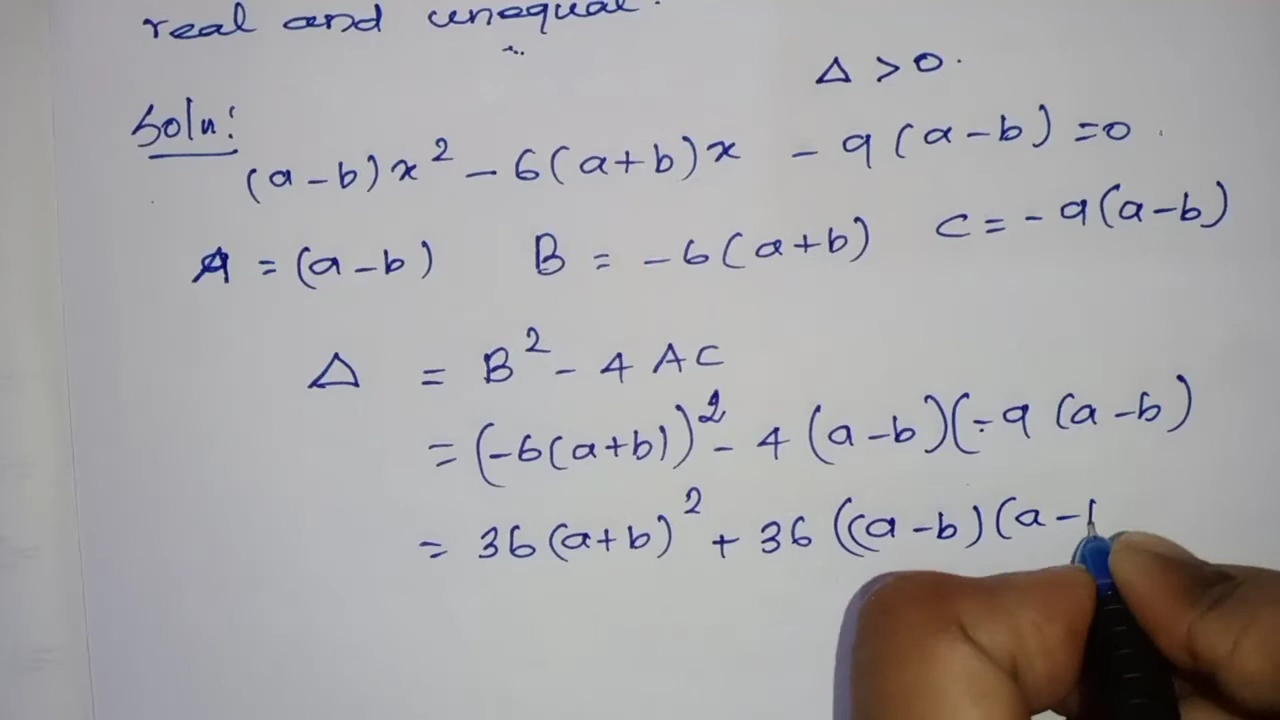 real and unequal.
Δ > 0.
Soln:
(a-b)x² - 6(a+b)x - 9(a-b) = 0.
A = (a-b) B = -6(a+b) C = -9(a-b)
Δ = B² - 4AC
= (-6(a+b))² - 4(a-b)(-9(a-b)
= 36(a+b)² + 36((a-b)(a-